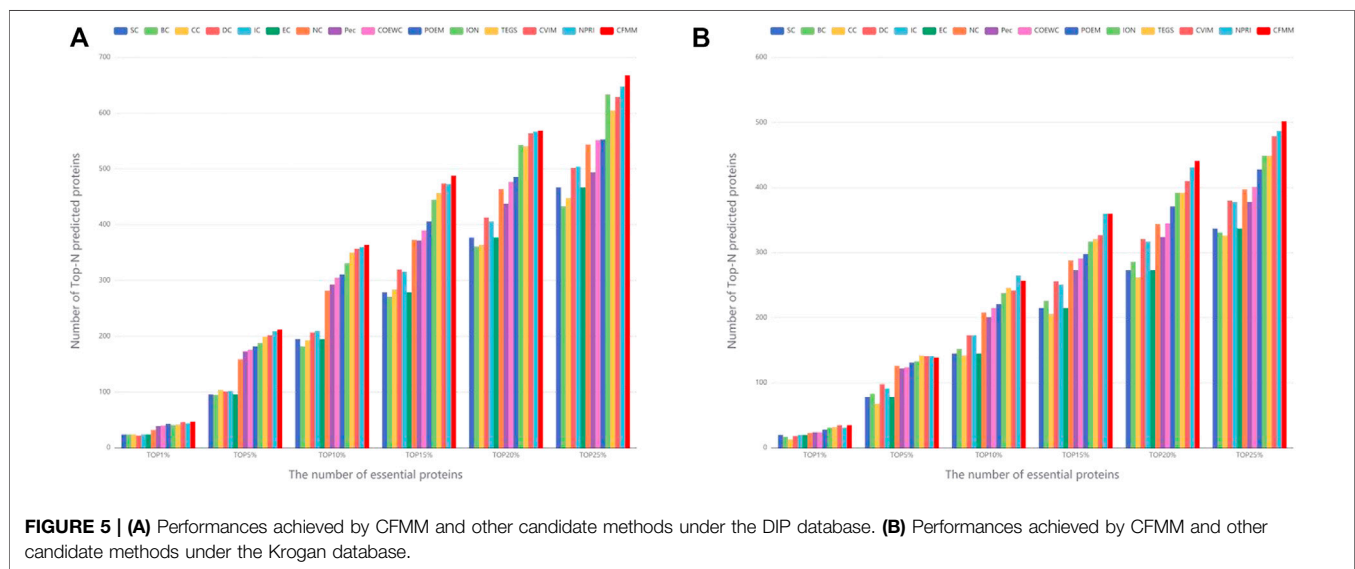 A
SC BC CC DC IC EC NC Pec COEWC POEM ION TEGS CVIM NPRI CFMM
Number of Top-N predicted proteins
700
600
500
400
300
200
100
0
TOP1% TOP5% TOP10% TOP15% TOP20% TOP25%
The number of essential proteins
B
SC BC CC DC IC EC NC Pec COEWC POEM ION TEGS CVIM NPRI CFMM
Number of Top-N predicted proteins
600
500
400
300
200
100
0
TOP1% TOP5% TOP10% TOP15% TOP20% TOP25%
The number of essential proteins
FIGURE 5 | (A) Performances achieved by CFMM and other candidate methods under the DIP database. (B) Performances achieved by CFMM and other
candidate methods under the Krogan database.